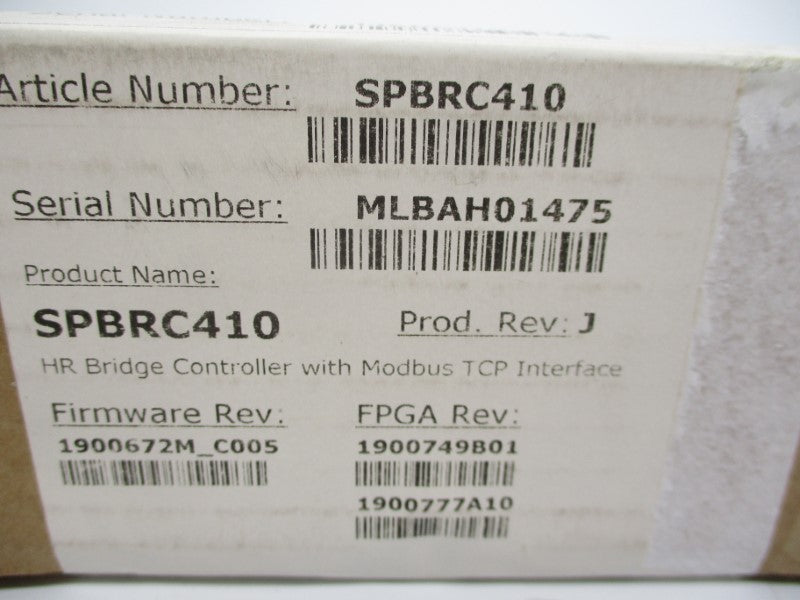 Article Number: SPBRC410
Serial Number: MLBAH01475
Product Name:
SPBRC410 Prod. Rev: J
HR Bridge Controller with Modbus TCP Interface
Firmware Rev: FPGA Rev:
1900672M_C005 1900749B01
1900777A10